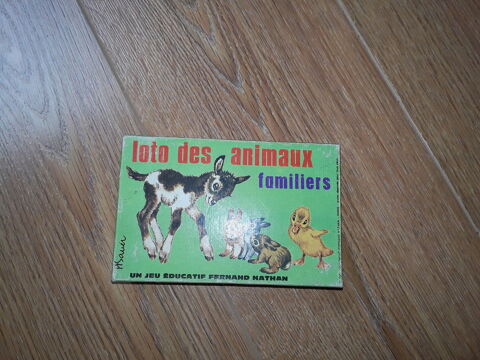 loto des animaux
familiers
UN JEU ÉDUCATIF FERNAND NATHAN